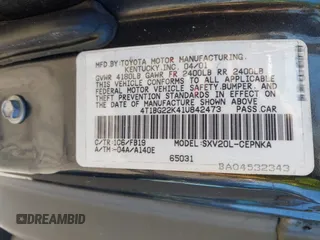 MFD.BY TOYOTA MOTOR MANUFACTURING,
KENTUCKY,INC. 04/01
GVWR 4180LB GAWR FR 2400LB RR 2400LB
THIS VEHICLE CONFORMS TO ALL APPLICABLE
FEDERAL MOTOR VEHICLE SAFETY,BUMPER,AND
THEFT PREVENTION STANDARDS IN EFFECT ON
THE DATE OF MANUFACTURE SHOWN ABOVE.
4T1BG22K41U842473 PASS CAR
C/TR:1C6/FB19 MODEL:SXV20L-CEPNKA
A/TM:-04A/A140E
65031
BA04532343
© DREAMBID